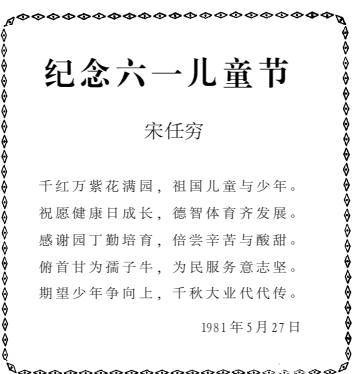 纪念六一儿童节
宋任穷
千红万紫花满园，祖国儿童与少年。
祝愿健康日成长，德智体育齐发展。
感谢园丁勤培育，倍尝辛苦与酸甜。
俯首甘为孺子牛，为民服务意志坚。
期望少年争向上，千秋大业代代传。
1981年5月27日